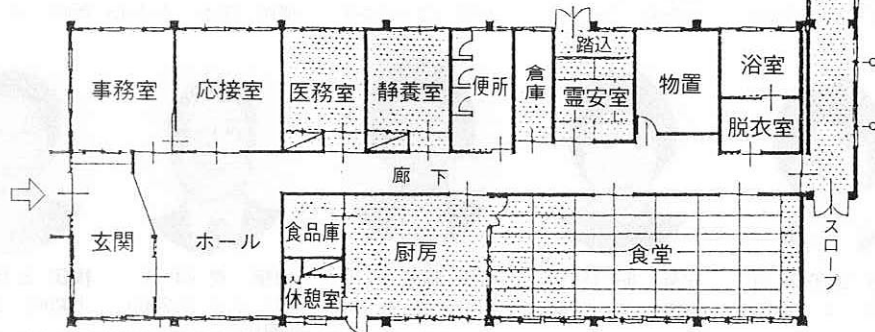 踏込
事務室
応接室
医務室
静養室
便所
倉庫
霊安室
物置
浴室
脱衣室
廊下
玄関
ホール
食品庫
休憩室
厨房
食堂
スロープ